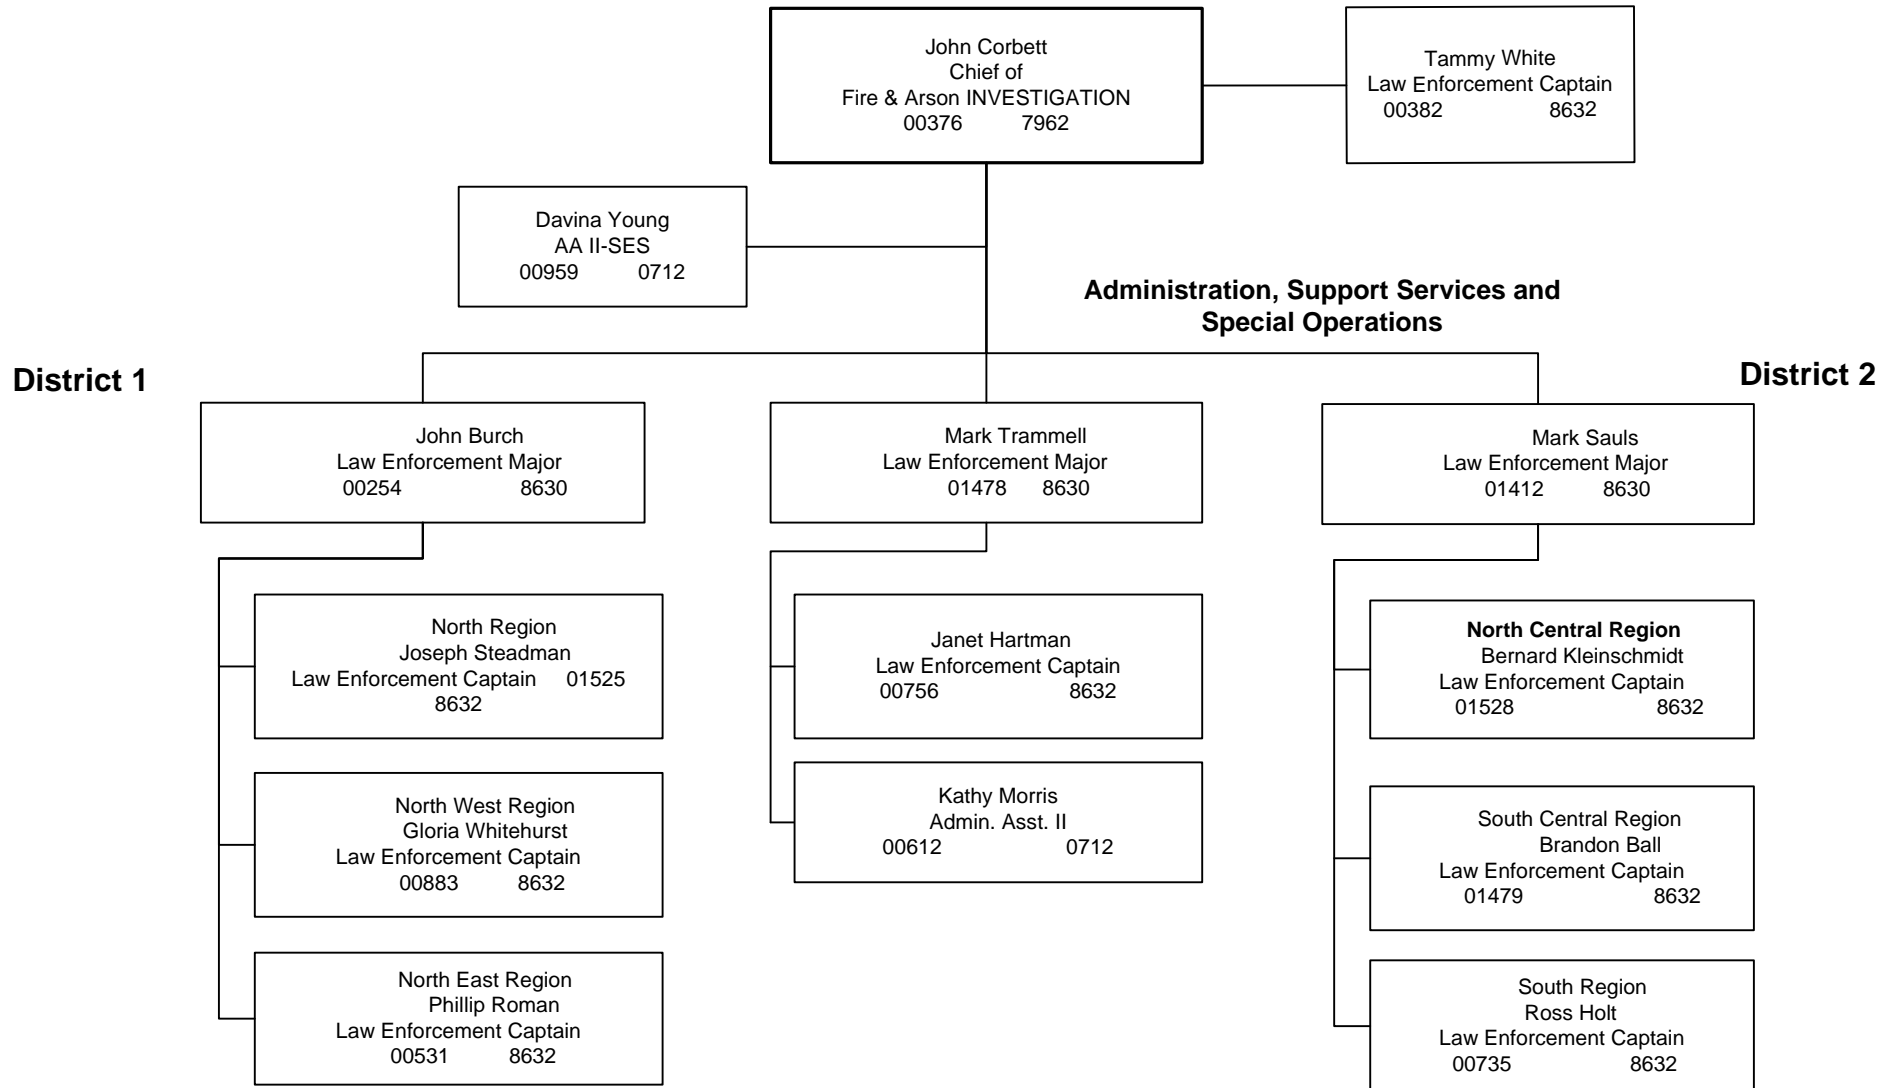 John Corbett
Chief of
Fire & Arson INVESTIGATION
00376 7962
Tammy White
Law Enforcement Captain
00382 8632
Davina Young
AA II-SES
00959 0712
Administration, Support Services and
Special Operations
District 1
District 2
John Burch
Law Enforcement Major
00254 8630
Mark Trammell
Law Enforcement Major
01478 8630
Mark Sauls
Law Enforcement Major
01412 8630
North Region
Joseph Steadman
Law Enforcement Captain 01525
8632
North West Region
Gloria Whitehurst
Law Enforcement Captain
00883 8632
North East Region
Phillip Roman
Law Enforcement Captain
00531 8632
Janet Hartman
Law Enforcement Captain
00756 8632
Kathy Morris
Admin. Asst. II
00612 0712
North Central Region
Bernard Kleinschmidt
Law Enforcement Captain
01528 8632
South Central Region
Brandon Ball
Law Enforcement Captain
01479 8632
South Region
Ross Holt
Law Enforcement Captain
00735 8632